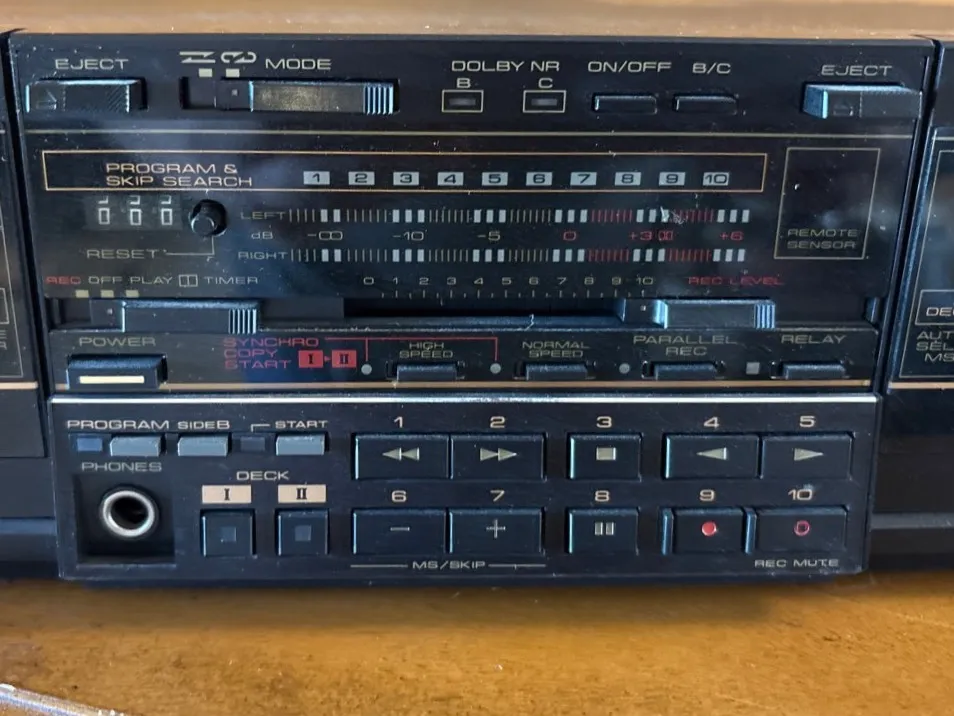 EJECT
MODE
DOLBY NR
B
C
ON/OFF
B/C
EJECT
PROGRAM &
SKIP SEARCH
1 2 3 4 5 6 7 8 9 10
0 0 0
LEFT
dB -∞ -10 -5 0 +3 +6
RIGHT
RESET
REMOTE
SENSOR
REC OFF PLAY TIMER
0 1 2 3 4 5 6 7 8 9 10
REC LEVEL
POWER
SYNCHRO
COPY
START I II
HIGH
SPEED
NORMAL
SPEED
PARALLEL
REC
RELAY
PROGRAM SIDE B START
PHONES
DECK
I II
1 2 3 4 5
6 7 8 9 10
MS/SKIP
REC MUTE